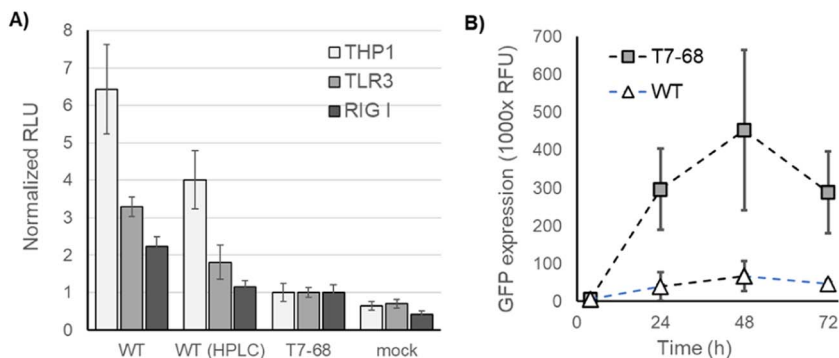 A)
8
7
6
5
4
3
2
1
0
Normalized RLU
THP1
TLR3
RIG I
WT
WT (HPLC)
T7-68
mock
B)
700
600
500
400
300
200
100
0
GFP expression (1000x RFU)
T7-68
WT
0
24
48
72
Time (h)